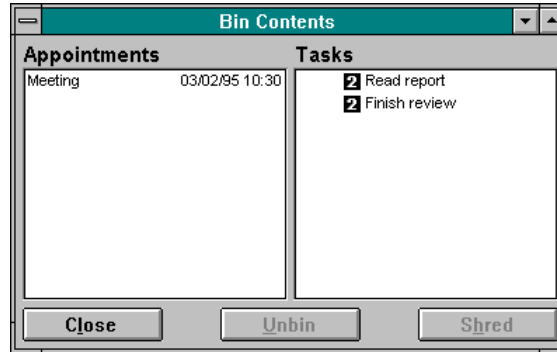 Bin Contents
Appointments
Tasks
Meeting 03/02/95 10:30
2 Read report
2 Finish review
Close
Unbin
Shred